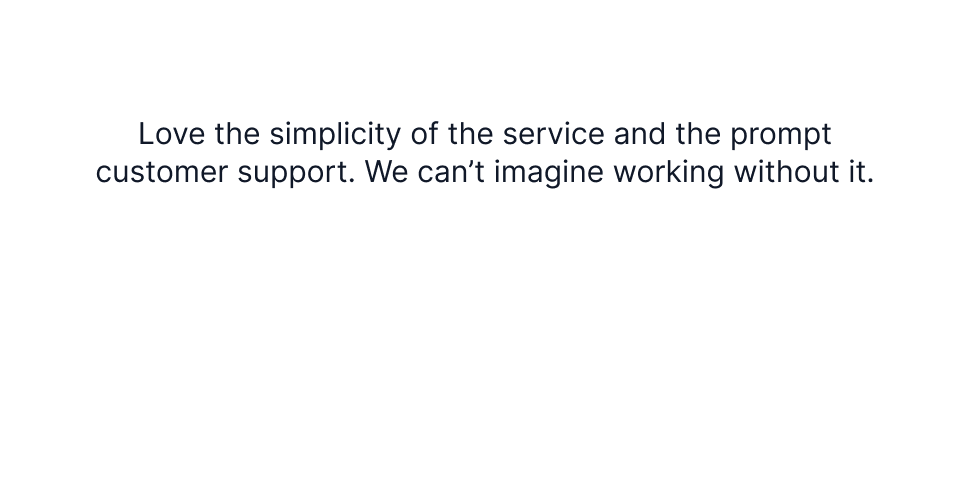 Love the simplicity of the service and the prompt
customer support. We can’t imagine working without it.